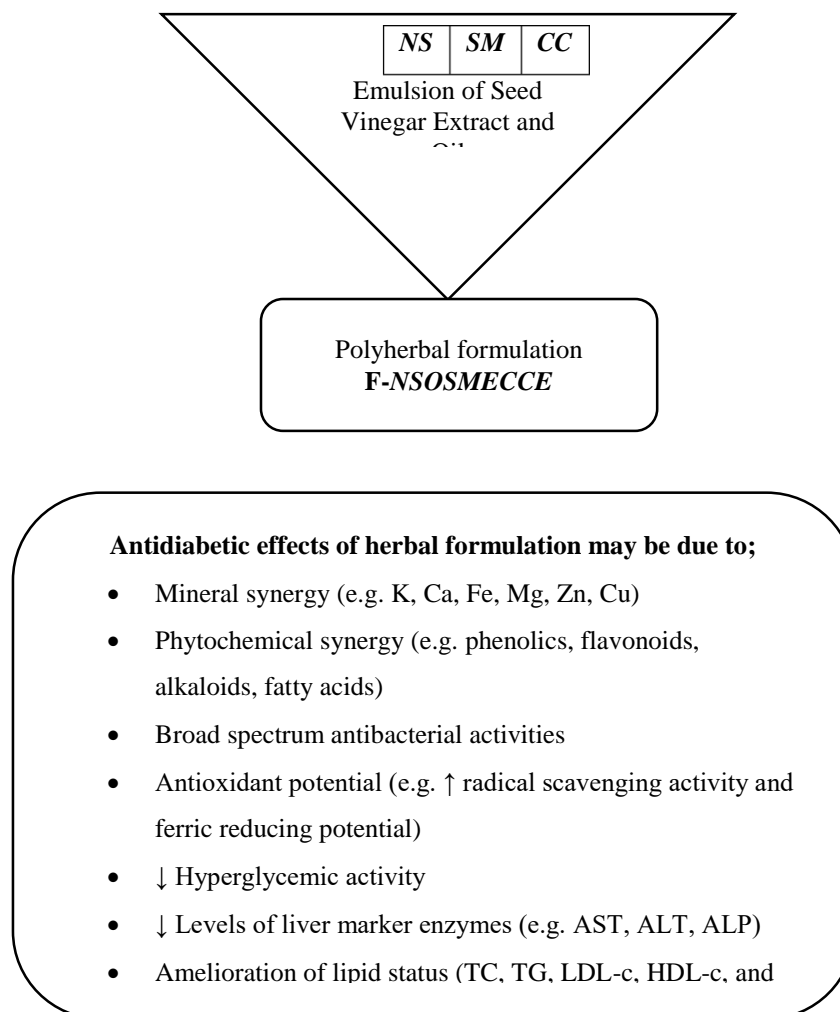 NS SM CC
Emulsion of Seed
Vinegar Extract and
Polyherbal formulation
F-NSOSMECCE
Antidiabetic effects of herbal formulation may be due to;
• Mineral synergy (e.g. K, Ca, Fe, Mg, Zn, Cu)
• Phytochemical synergy (e.g. phenolics, flavonoids,
alkaloids, fatty acids)
• Broad spectrum antibacterial activities
• Antioxidant potential (e.g. ↑ radical scavenging activity and
ferric reducing potential)
• ↓ Hyperglycemic activity
• ↓ Levels of liver marker enzymes (e.g. AST, ALT, ALP)
• Amelioration of lipid status (TC, TG, LDL-c, HDL-c, and